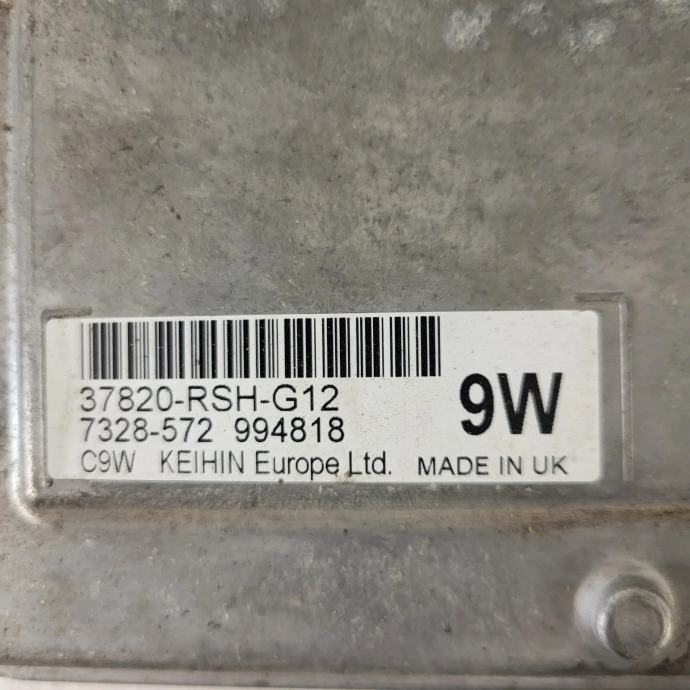 37820-RSH-G12
7328-572 994818
9W
C9W KEIHIN Europe Ltd. MADE IN UK